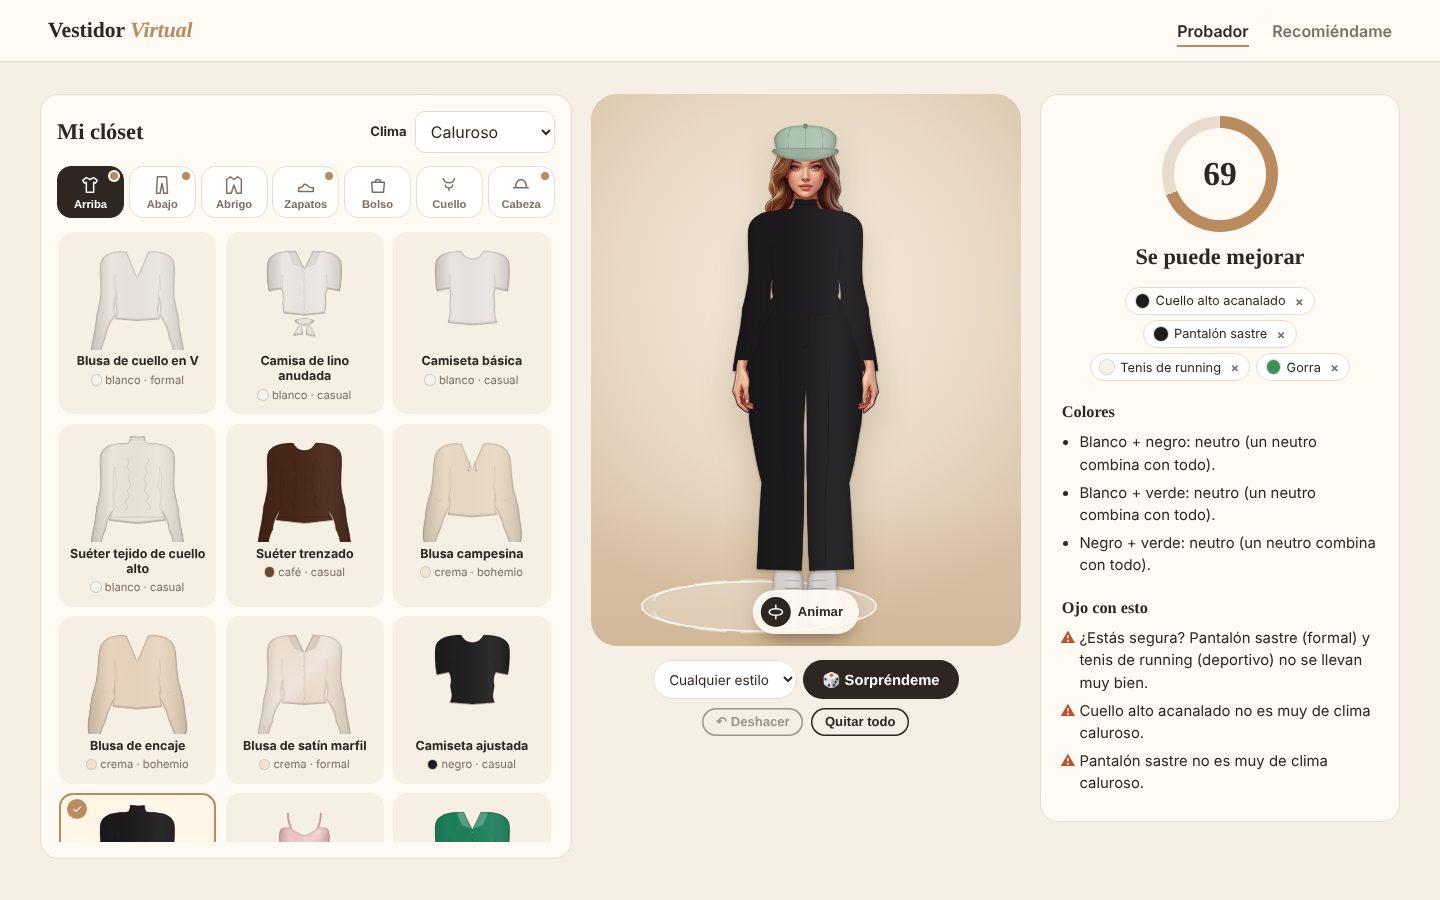 Vestidor Virtual
Probador
Recomiéndame
Mi clóset
Clima
Caluroso
Arriba
Abajo
Abrigo
Zapatos
Bolso
Cuello
Cabeza
Blusa de cuello en V
blanco · formal
Camisa de lino
anudada
blanco · casual
Camiseta básica
blanco · casual
Suéter tejido de cuello
alto
blanco · casual
Suéter trenzado
café · casual
Blusa campesina
crema · bohemio
Blusa de encaje
crema · bohemio
Blusa de satín marfil
crema · formal
Camiseta ajustada
negro · casual
Animar
Cualquier estilo
🎲 Sorpréndeme
↶ Deshacer
Quitar todo
69
Se puede mejorar
Cuello alto acanalado ×
Pantalón sastre ×
Tenis de running ×
Gorra ×
Colores
• Blanco + negro: neutro (un neutro
combina con todo).
• Blanco + verde: neutro (un neutro
combina con todo).
• Negro + verde: neutro (un neutro combina
con todo).
Ojo con esto
¿Estás segura? Pantalón sastre (formal) y
tenis de running (deportivo) no se llevan
muy bien.
Cuello alto acanalado no es muy de clima
caluroso.
Pantalón sastre no es muy de clima
caluroso.